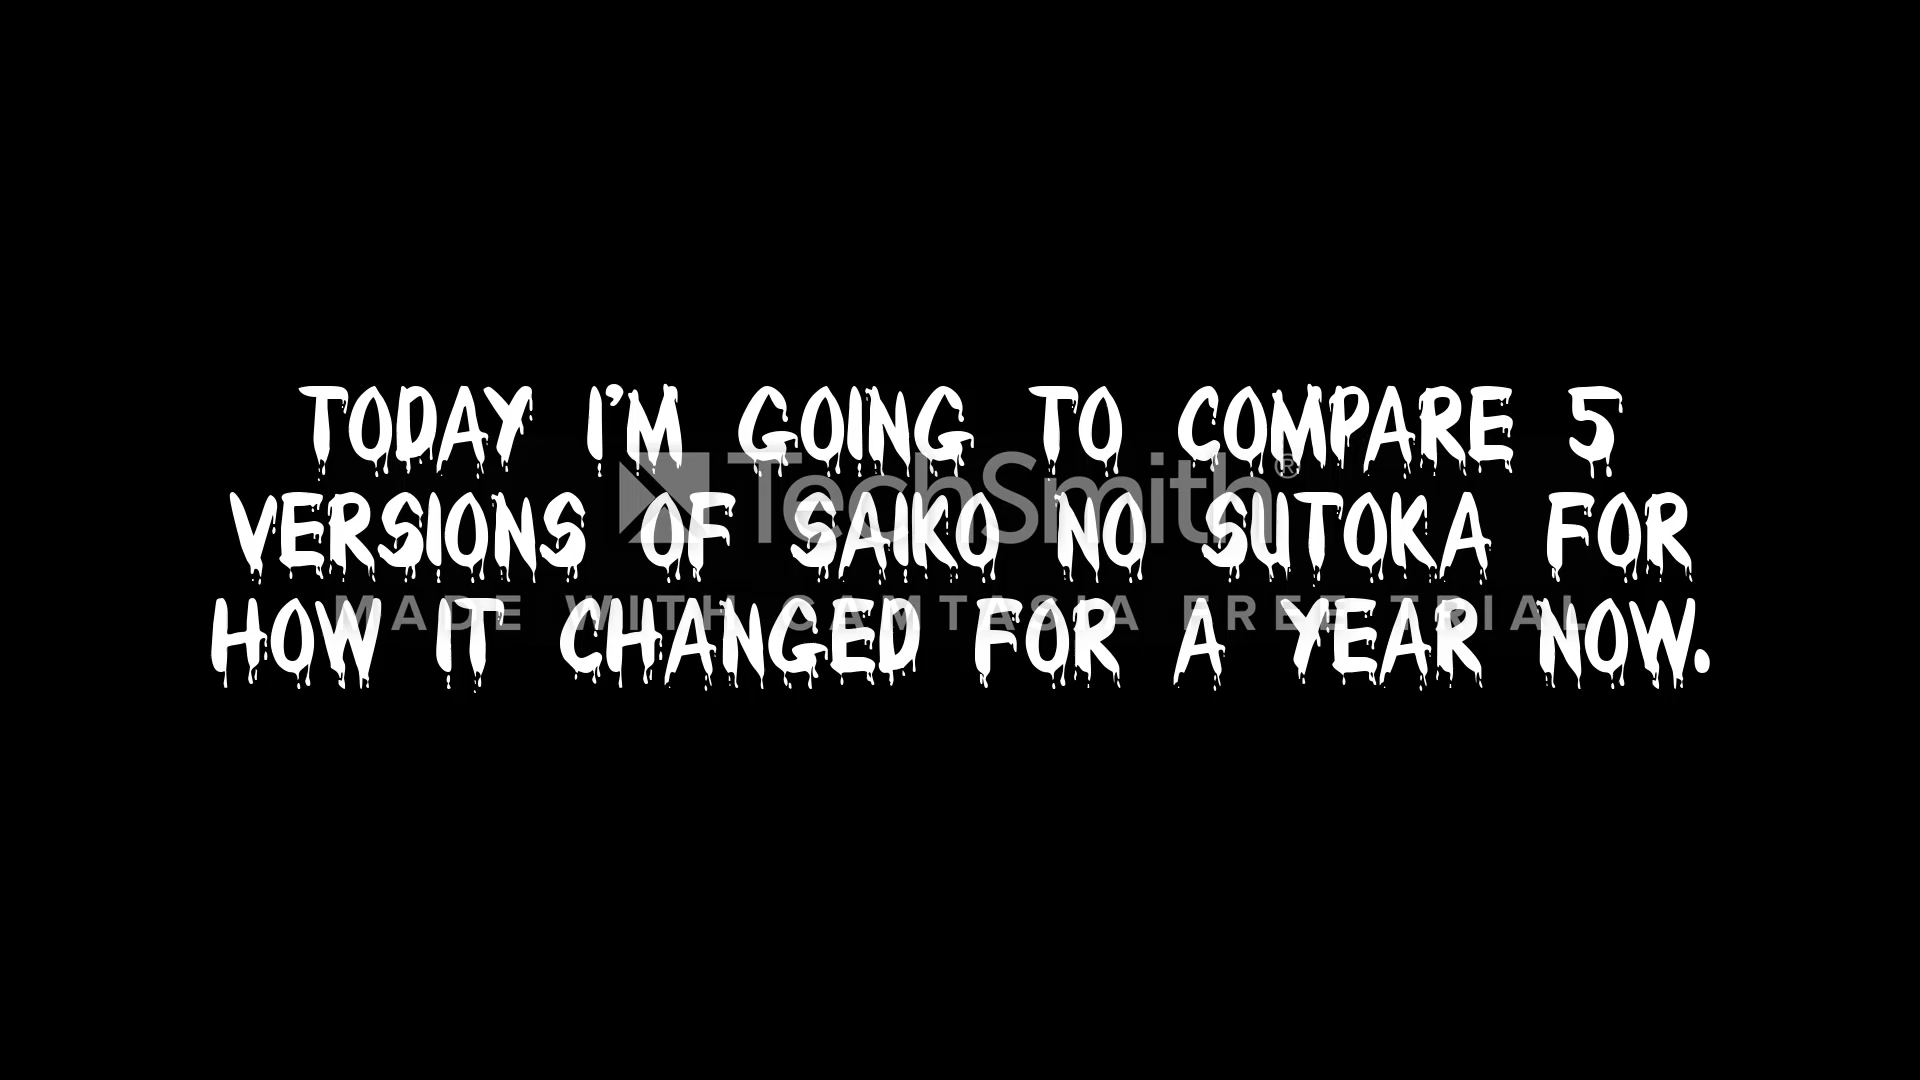 TODAY I'M GOING TO COMPARE 5
TechSmith®
VERSIONS OF SAIKO NO SUTOKA FOR
MADE WITH CAMTASIA FREE TRIAL
HOW IT CHANGED FOR A YEAR NOW.